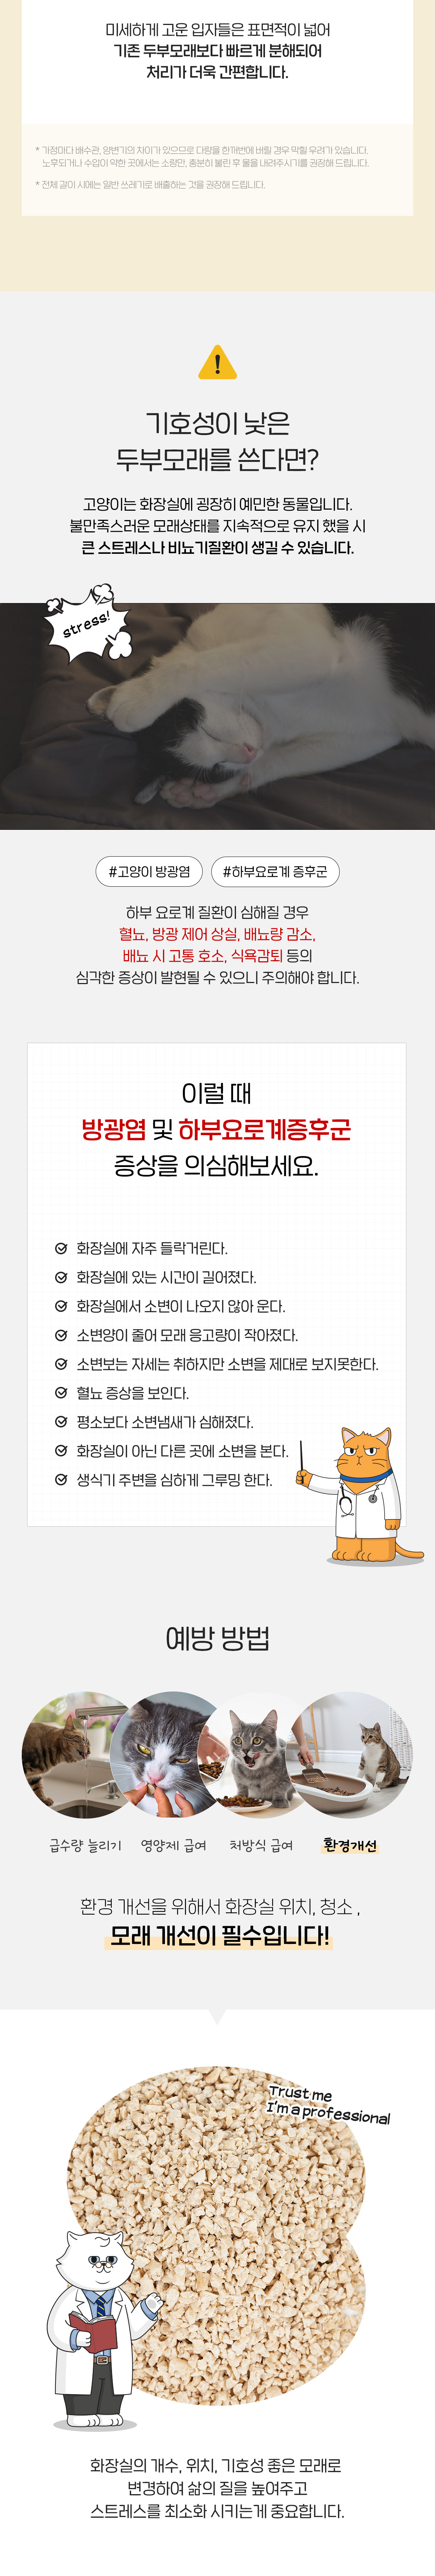 미세하게 고운 입자들은 표면적이 넓어
기존 두부모래보다 빠르게 분해되어
처리가 더욱 간편합니다.
* 가정마다 배수관, 양변기의 차이가 있으므로 다량을 한꺼번에 버릴 경우 막힐 우려가 있습니다.
노후되거나 수압이 약한 곳에서는 소량만, 충분히 불린 후 물을 내려주시기를 권장해 드립니다.
* 전체 갈이 시에는 일반 쓰레기로 배출하는 것을 권장해 드립니다.
!
기호성이 낮은
두부모래를 쓴다면?
고양이는 화장실에 굉장히 예민한 동물입니다.
불만족스러운 모래상태를 지속적으로 유지 했을 시
큰 스트레스나 비뇨기질환이 생길 수 있습니다.
stress!
#고양이 방광염 #하부요로계 증후군
하부 요로계 질환이 심해질 경우
혈뇨, 방광 제어 상실, 배뇨량 감소,
배뇨 시 고통 호소, 식욕감퇴 등의
심각한 증상이 발현될 수 있으니 주의해야 합니다.
이럴 때
방광염 및 하부요로계증후군
증상을 의심해보세요.
화장실에 자주 들락거린다.
화장실에 있는 시간이 길어졌다.
화장실에서 소변이 나오지 않아 운다.
소변양이 줄어 모래 응고량이 작아졌다.
소변보는 자세는 취하지만 소변을 제대로 보지못한다.
혈뇨 증상을 보인다.
평소보다 소변냄새가 심해졌다.
화장실이 아닌 다른 곳에 소변을 본다.
생식기 주변을 심하게 그루밍 한다.
예방 방법
급수량 늘리기 영양제 급여 처방식 급여 환경개선
환경 개선을 위해서 화장실 위치, 청소 ,
모래 개선이 필수입니다!
Trust me
I'm a professional
화장실의 개수, 위치, 기호성 좋은 모래로
변경하여 삶의 질을 높여주고
스트레스를 최소화 시키는게 중요합니다.